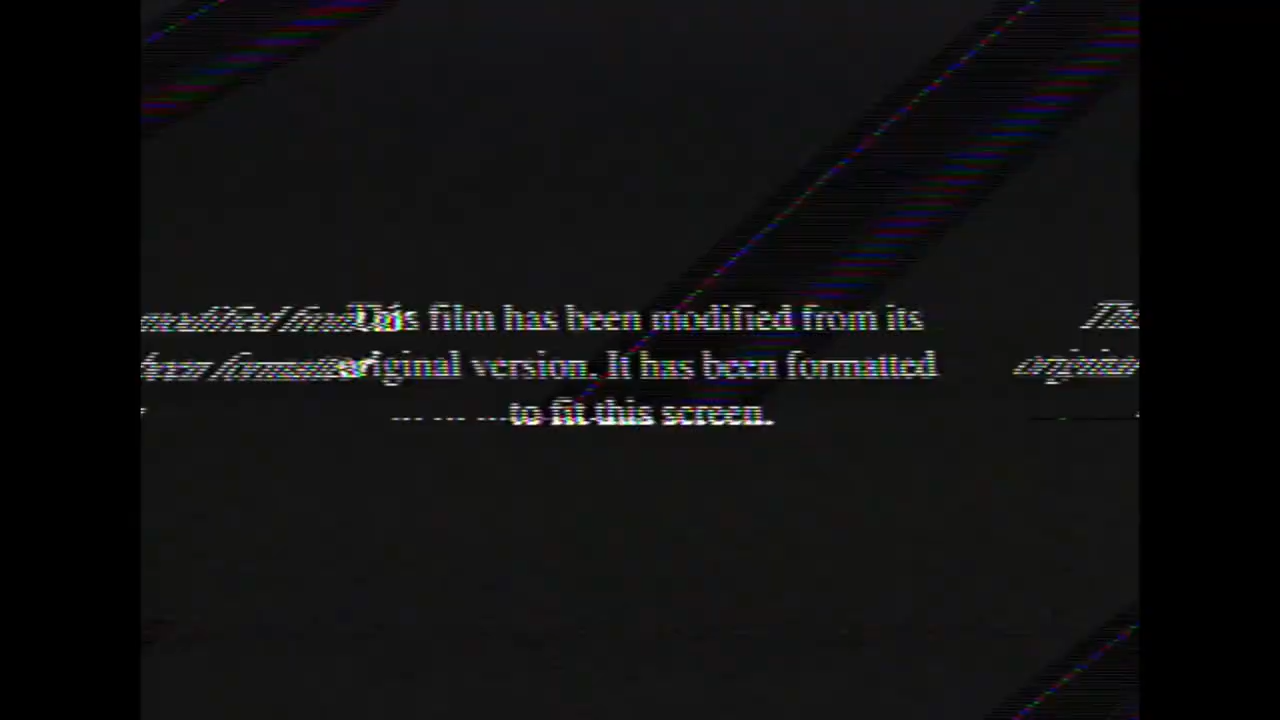 This film has been modified from its
original version. It has been formatted
to fit this screen.